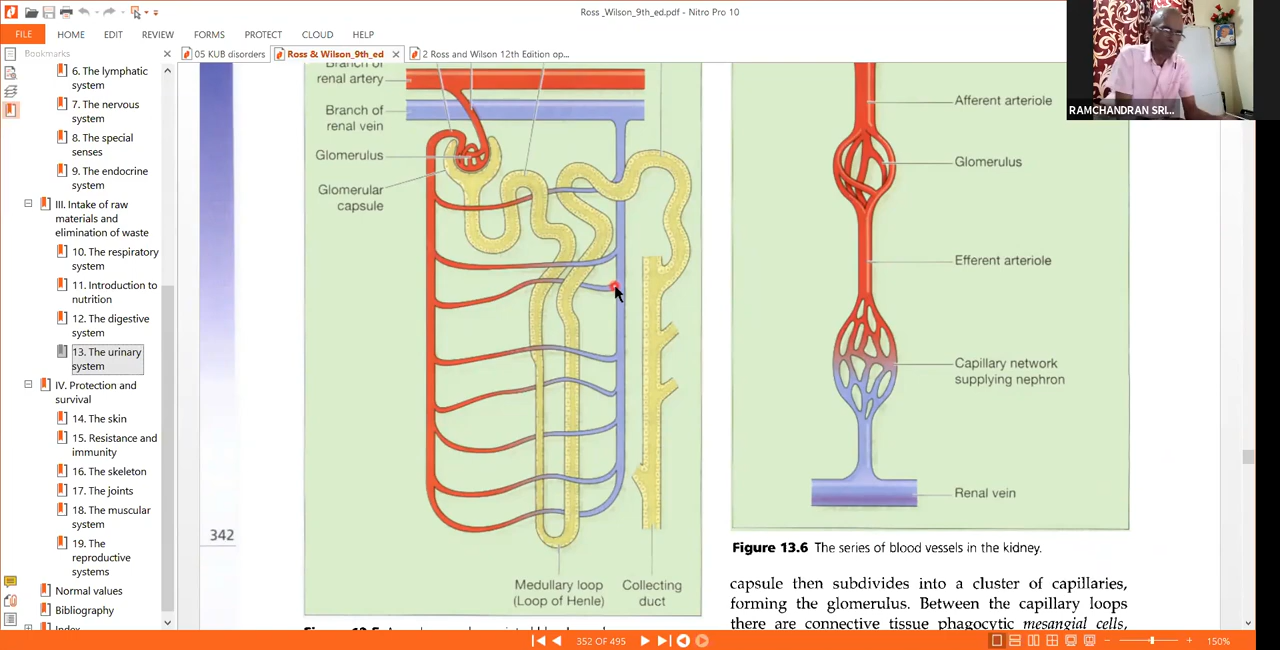 Ross _Wilson_9th_ed.pdf - Nitro Pro 10
FILE
HOME
EDIT
REVIEW
FORMS
PROTECT
CLOUD
HELP
Bookmarks
05 KUB disorders
Ross & Wilson_9th_ed
2 Ross and Wilson 12th Edition op...
6. The lymphatic
system
7. The nervous
system
8. The special
senses
9. The endocrine
system
III. Intake of raw
materials and
elimination of waste
10. The respiratory
system
11. Introduction to
nutrition
12. The digestive
system
13. The urinary
system
IV. Protection and
survival
14. The skin
15. Resistance and
immunity
16. The skeleton
17. The joints
18. The muscular
system
19. The
reproductive
systems
Normal values
Bibliography
Index
342
Branch of
renal artery
Branch of
renal vein
Glomerulus
Glomerular
capsule
Medullary loop
(Loop of Henle)
Collecting
duct
Afferent arteriole
Glomerulus
Efferent arteriole
Capillary network
supplying nephron
Renal vein
Figure 13.6 The series of blood vessels in the kidney.
capsule then subdivides into a cluster of capillaries,
forming the glomerulus. Between the capillary loops
there are connective tissue phagocytic mesangial cells,
RAMCHANDRAN SRI...
352 OF 495
150%